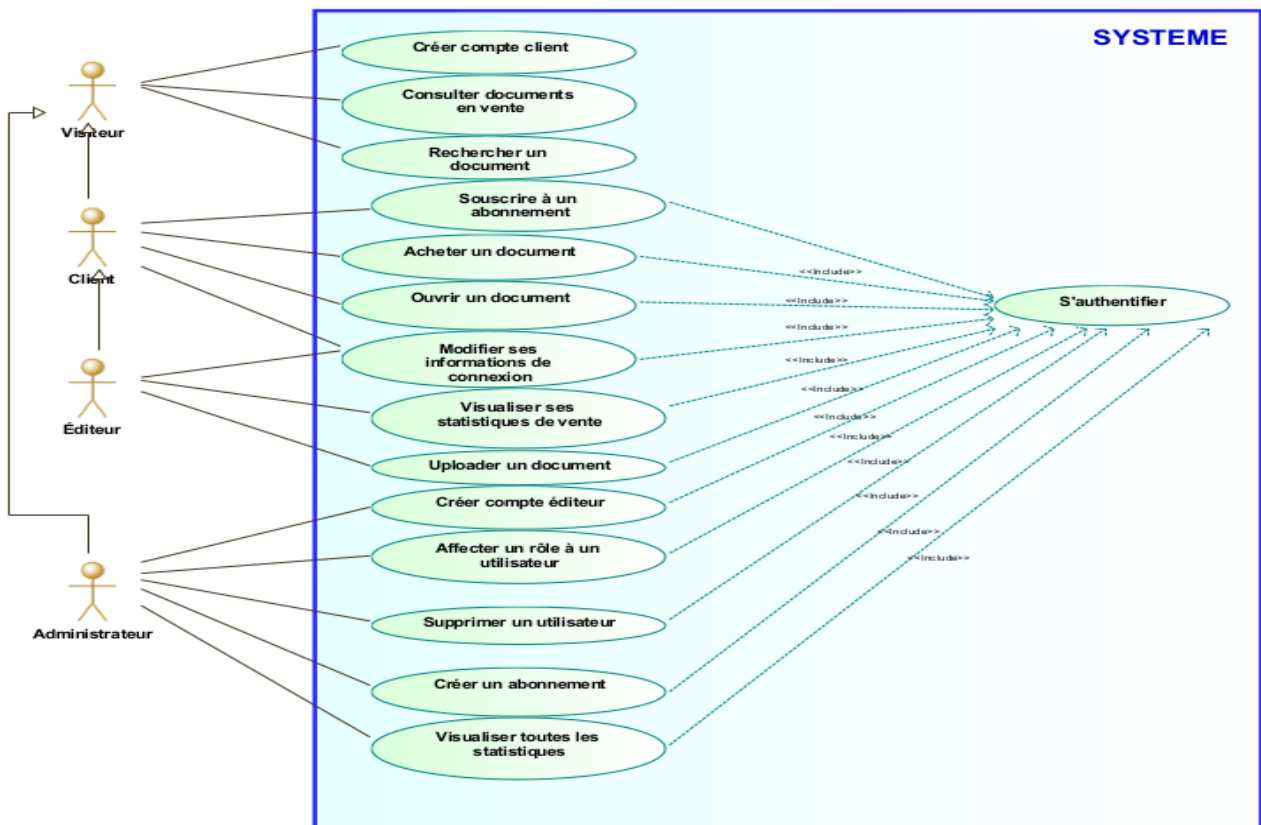 SYSTEME
Créer compte client
Consulter documents
en vente
Visiteur
Rechercher un
document
Souscrire à un
abonnement
Client
Acheter un document
<<Include>>
Ouvrir un document
<<Include>>
S'authentifier
<<Include>>
Modifier ses
informations de
connexion
<<Include>>
Éditeur
<<Include>>
Visualiser ses
statistiques de vente
<<Include>>
<<Include>>
Uploader un document
<<Include>>
Créer compte éditeur
<<Include>>
Affecter un rôle à un
utilisateur
<<Include>>
<<Include>>
Administrateur
Supprimer un utilisateur
Créer un abonnement
Visualiser toutes les
statistiques